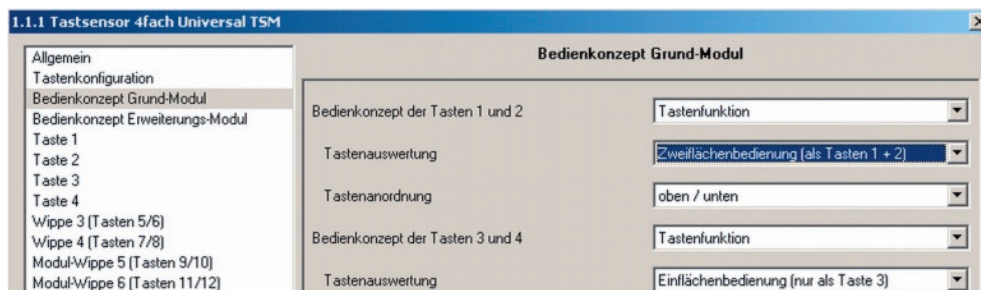 1.1.1 Tastsensor 4fach Universal TSM
Allgemein
Tastenkonfiguration
Bedienkonzept Grund-Modul
Bedienkonzept Erweiterungs-Modul
Taste 1
Taste 2
Taste 3
Taste 4
Wippe 3 (Tasten 5/6)
Wippe 4 (Tasten 7/8)
Modul-Wippe 5 (Tasten 9/10)
Modul-Wippe 6 (Tasten 11/12)
Bedienkonzept Grund-Modul
Bedienkonzept der Tasten 1 und 2
Tastenfunktion
Tastenauswertung
Zweiflächenbedienung (als Tasten 1 + 2)
Tastenanordnung
oben / unten
Bedienkonzept der Tasten 3 und 4
Tastenfunktion
Tastenauswertung
Einflächenbedienung (nur als Taste 3)